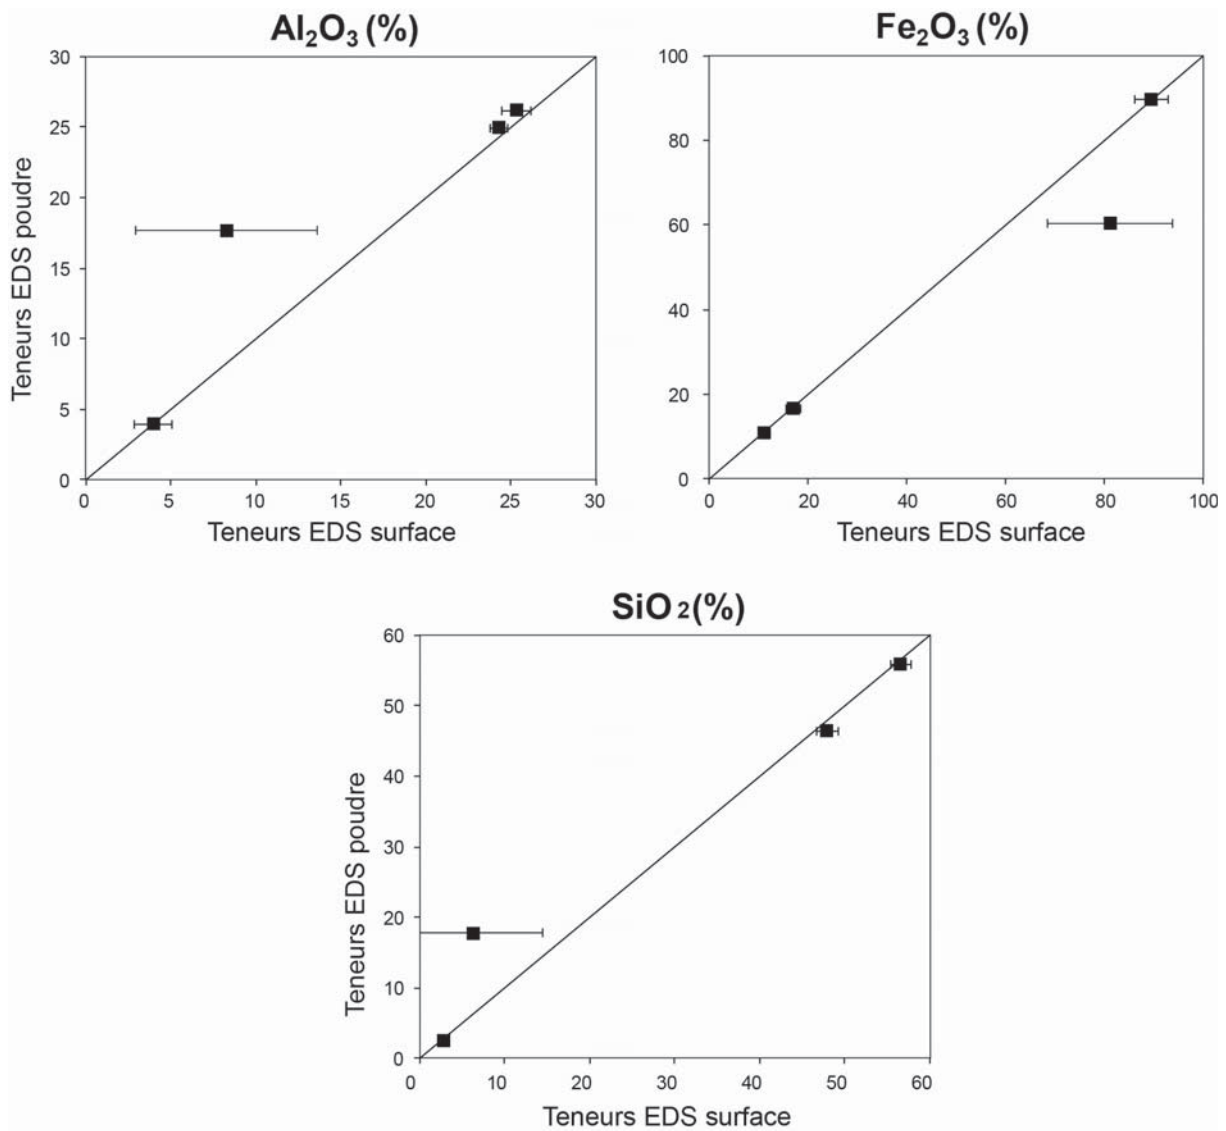 Al₂O₃ (%)
30
25
20
15
10
5
0
Teneurs EDS poudre
0 5 10 15 20 25 30
Teneurs EDS surface
Fe₂O₃ (%)
100
80
60
40
20
0
0 20 40 60 80 100
Teneurs EDS surface
SiO ₂ (%)
60
50
40
30
20
10
0
Teneurs EDS poudre
0 10 20 30 40 50 60
Teneurs EDS surface